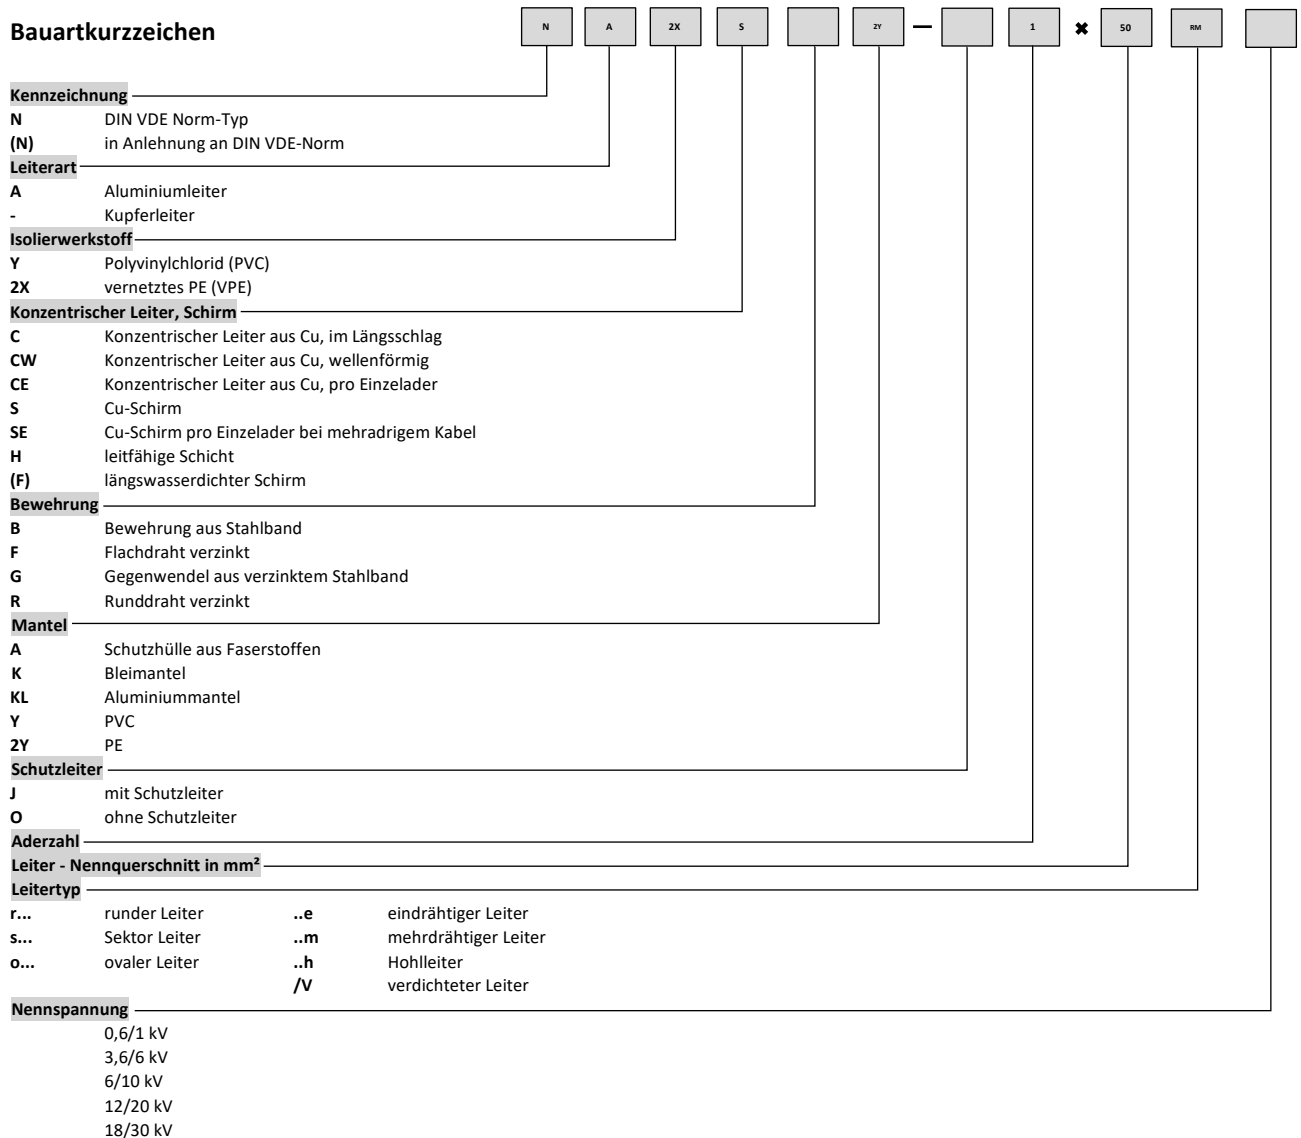 Bauartkurzzeichen N A 2X S 2Y — 1 ✖ 50 RM
Kennzeichnung
N DIN VDE Norm-Typ
(N) in Anlehnung an DIN VDE-Norm
Leiterart
A Aluminiumleiter
- Kupferleiter
Isolierwerkstoff
Y Polyvinylchlorid (PVC)
2X vernetztes PE (VPE)
Konzentrischer Leiter, Schirm
C Konzentrischer Leiter aus Cu, im Längsschlag
CW Konzentrischer Leiter aus Cu, wellenförmig
CE Konzentrischer Leiter aus Cu, pro Einzelader
S Cu-Schirm
SE Cu-Schirm pro Einzelader bei mehradrigem Kabel
H leitfähige Schicht
(F) längswasserdichter Schirm
Bewehrung
B Bewehrung aus Stahlband
F Flachdraht verzinkt
G Gegenwendel aus verzinktem Stahlband
R Runddraht verzinkt
Mantel
A Schutzhülle aus Faserstoffen
K Bleimantel
KL Aluminiummantel
Y PVC
2Y PE
Schutzleiter
J mit Schutzleiter
O ohne Schutzleiter
Aderzahl
Leiter - Nennquerschnitt in mm²
Leitertyp
r... runder Leiter ..e eindrähtiger Leiter
s... Sektor Leiter ..m mehrdrähtiger Leiter
o... ovaler Leiter ..h Hohlleiter
/V verdichteter Leiter
Nennspannung
0,6/1 kV
3,6/6 kV
6/10 kV
12/20 kV
18/30 kV